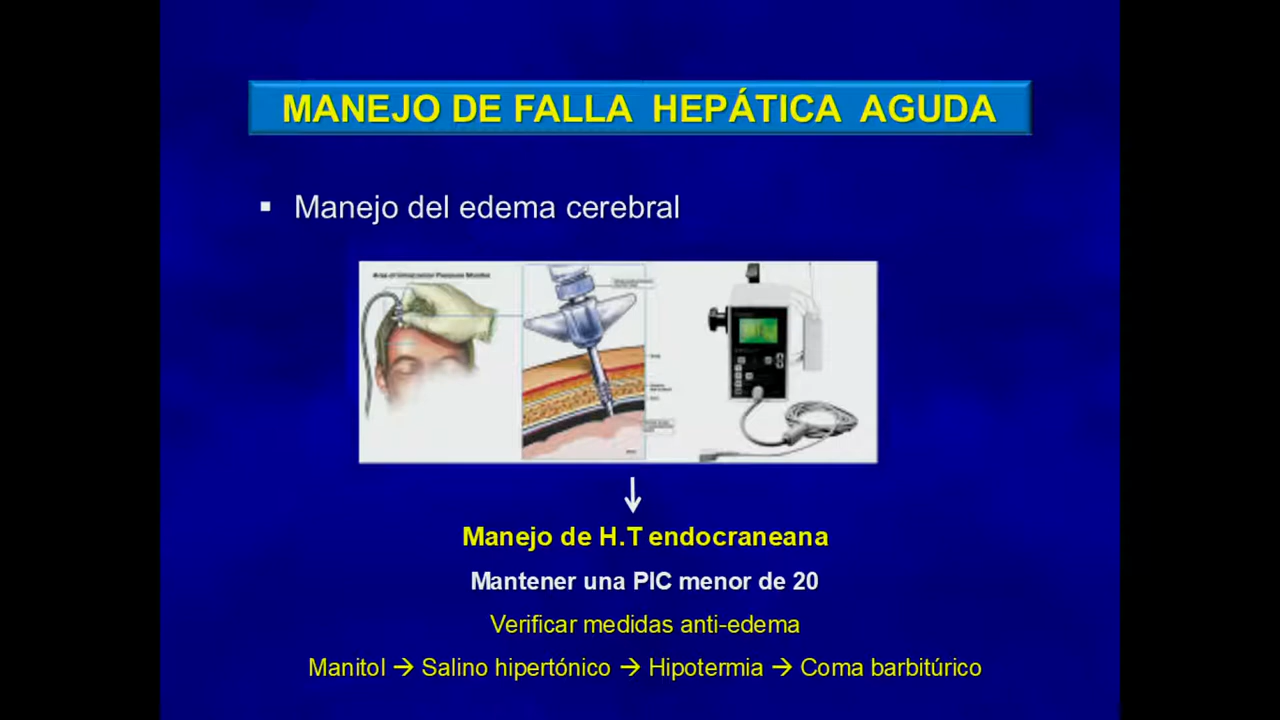 MANEJO DE FALLA HEPÁTICA AGUDA
▪ Manejo del edema cerebral
Manejo de H.T endocraneana
Mantener una PIC menor de 20
Verificar medidas anti-edema
Manitol → Salino hipertónico → Hipotermia → Coma barbitúrico